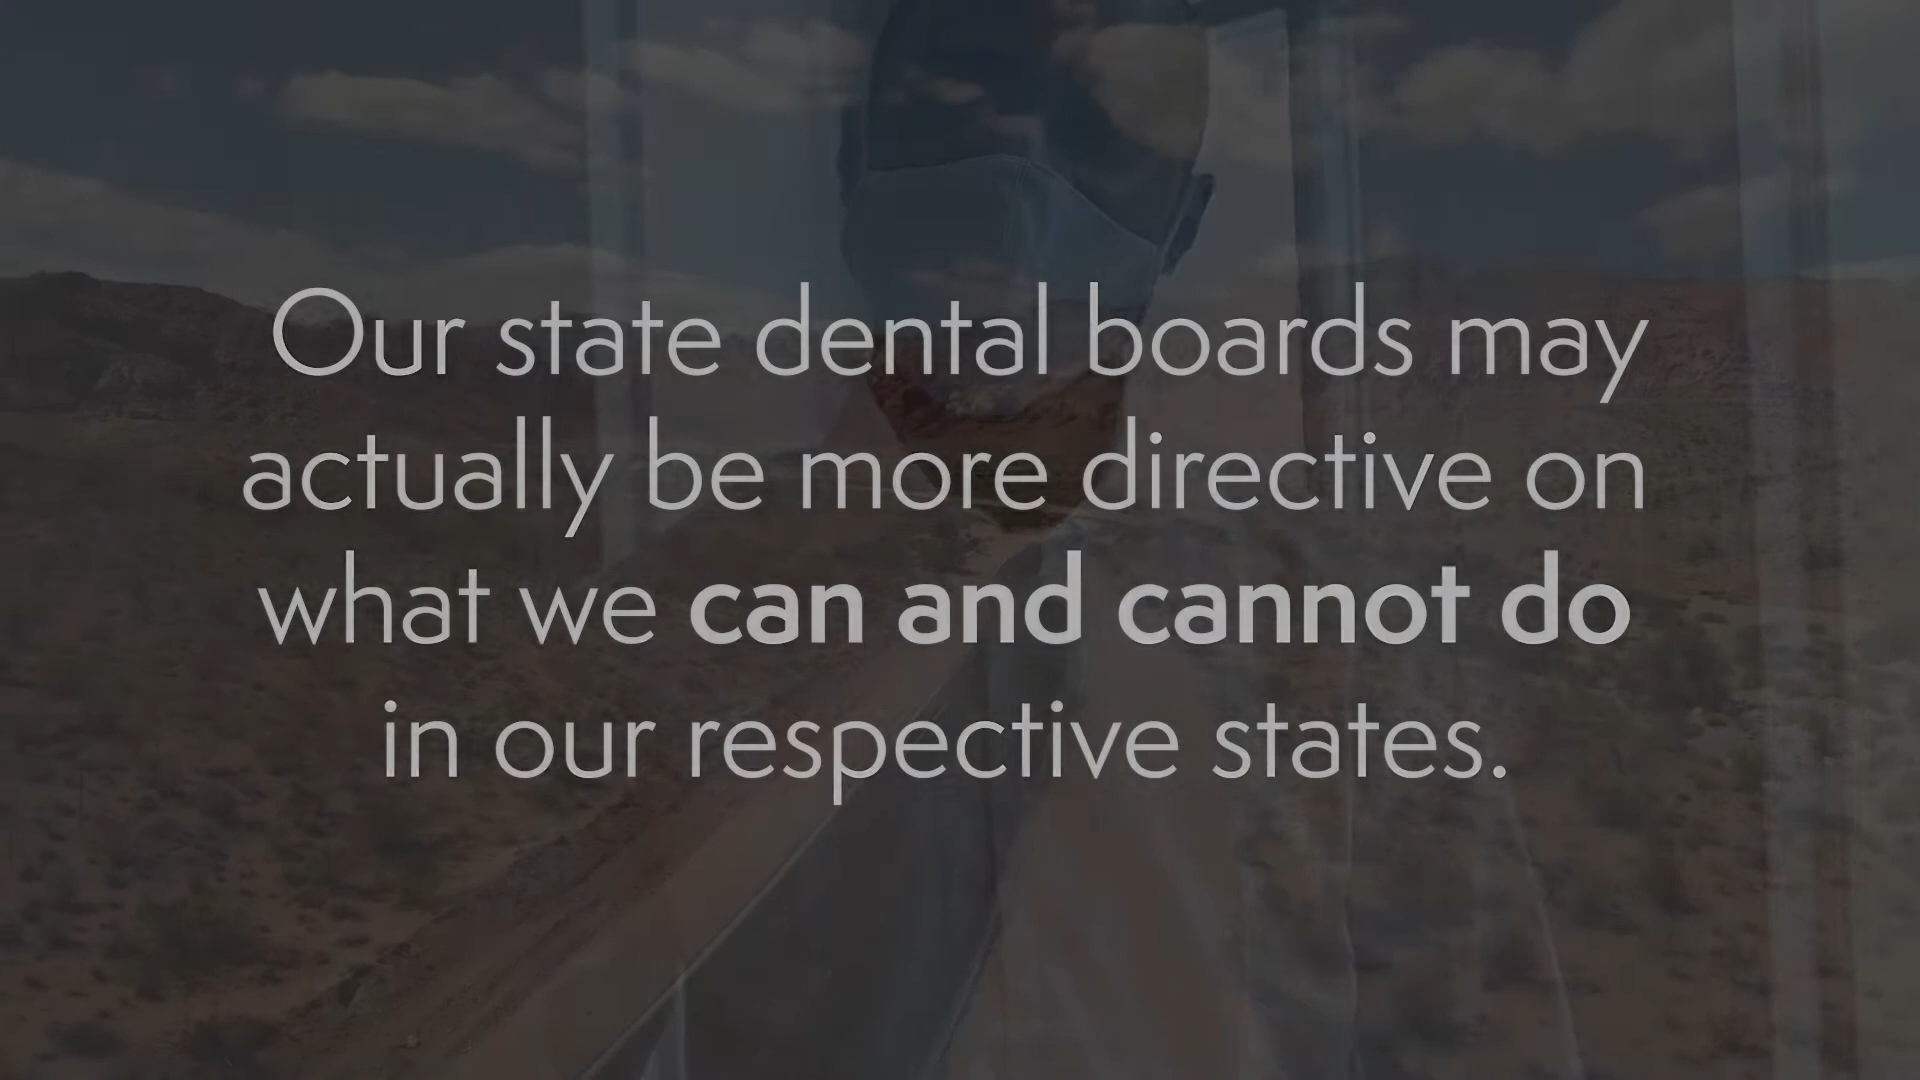 Our state dental boards may
actually be more directive on
what we can and cannot do
in our respective states.